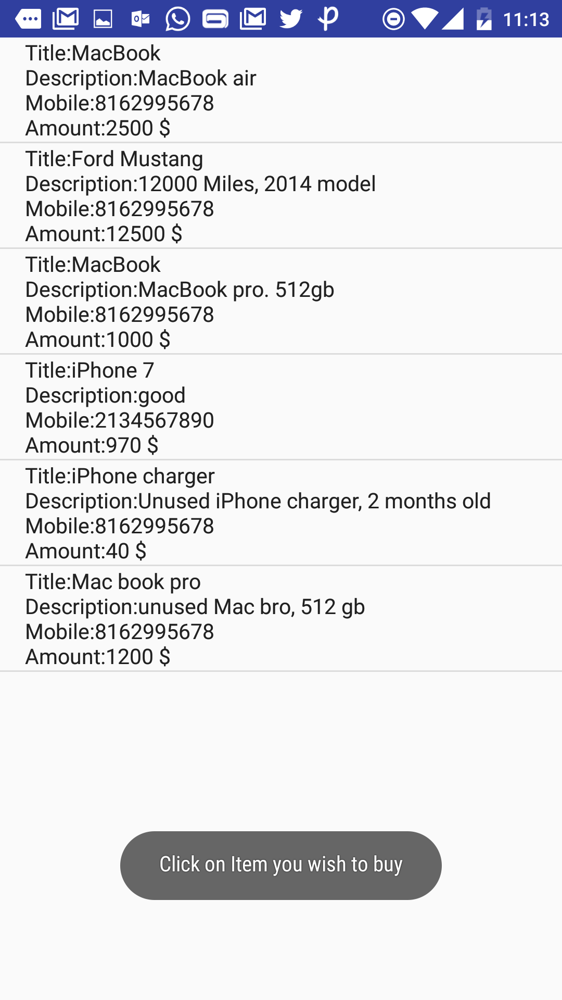 11:13
Title:MacBook
Description:MacBook air
Mobile:8162995678
Amount:2500 $
Title:Ford Mustang
Description:12000 Miles, 2014 model
Mobile:8162995678
Amount:12500 $
Title:MacBook
Description:MacBook pro. 512gb
Mobile:8162995678
Amount:1000 $
Title:iPhone 7
Description:good
Mobile:2134567890
Amount:970 $
Title:iPhone charger
Description:Unused iPhone charger, 2 months old
Mobile:8162995678
Amount:40 $
Title:Mac book pro
Description:unused Mac bro, 512 gb
Mobile:8162995678
Amount:1200 $
Click on Item you wish to buy